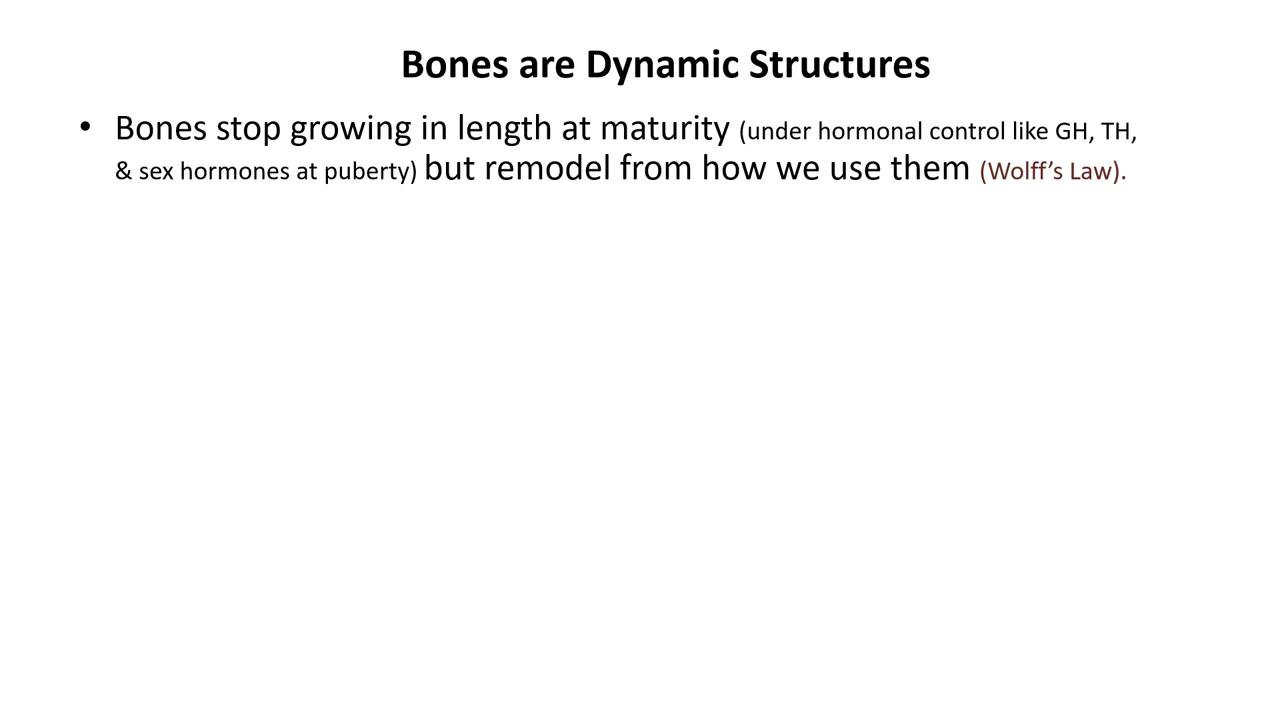 Bones are Dynamic Structures
• Bones stop growing in length at maturity (under hormonal control like GH, TH,
& sex hormones at puberty) but remodel from how we use them (Wolff’s Law).